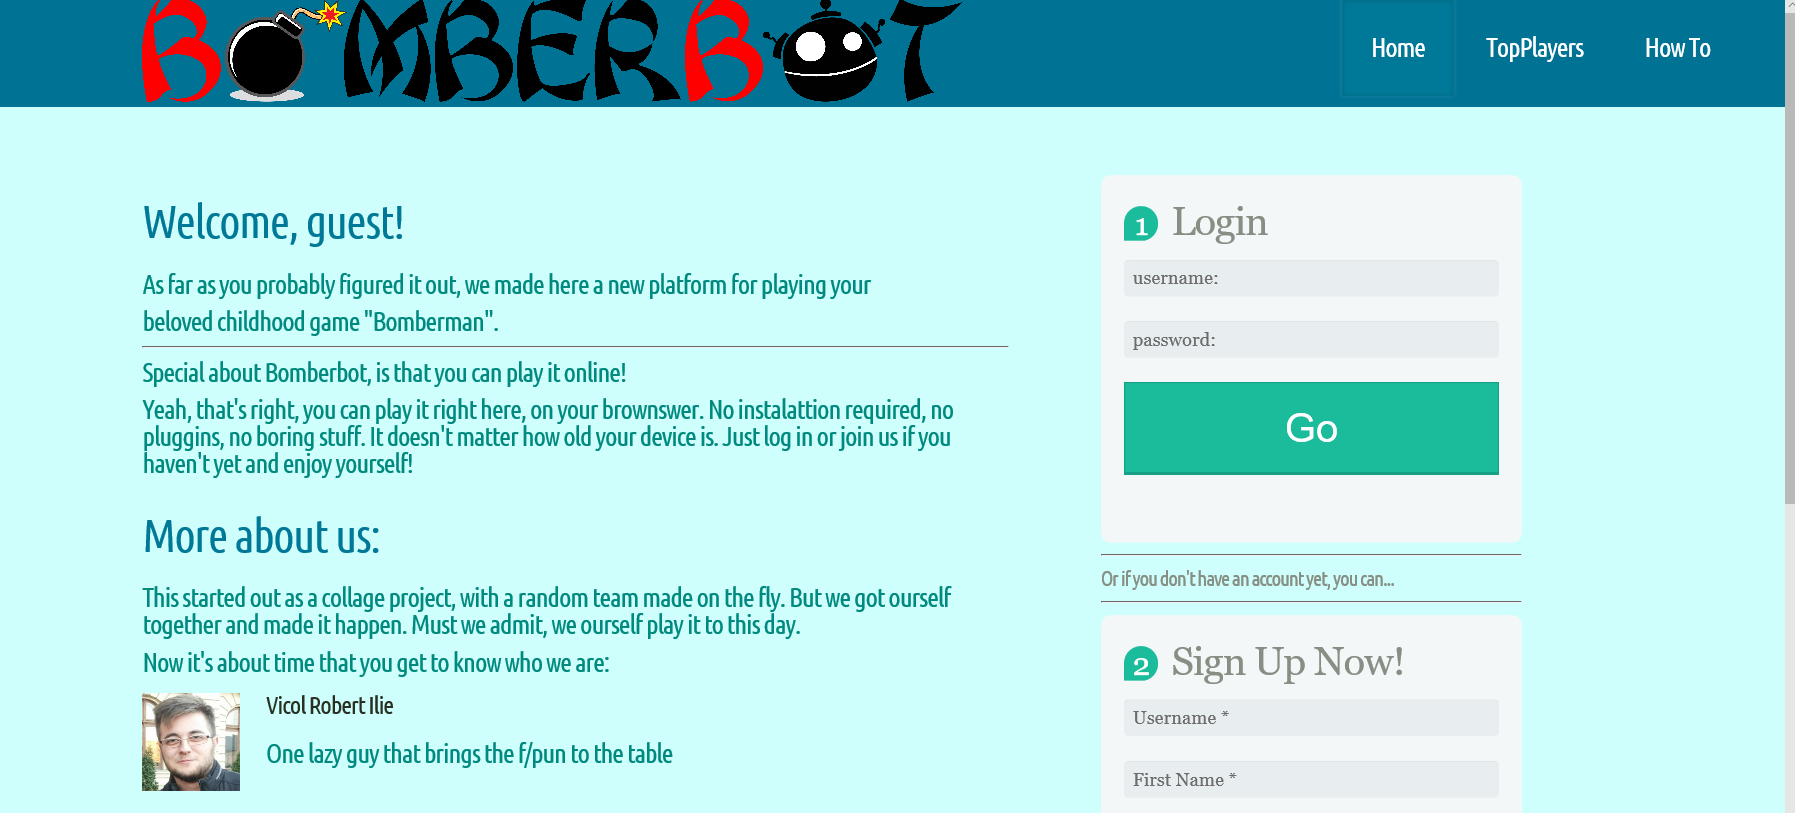 BOMBERBOT
Home
TopPlayers
How To
Welcome, guest!
As far as you probably figured it out, we made here a new platform for playing your
beloved childhood game "Bomberman".
Special about Bomberbot, is that you can play it online!
Yeah, that's right, you can play it right here, on your brownswer. No instalattion required, no
pluggins, no boring stuff. It doesn't matter how old your device is. Just log in or join us if you
haven't yet and enjoy yourself!
More about us:
This started out as a collage project, with a random team made on the fly. But we got ourself
together and made it happen. Must we admit, we ourself play it to this day.
Now it's about time that you get to know who we are:
Vicol Robert Ilie
One lazy guy that brings the f/pun to the table
1 Login
username:
password:
Go
Or if you don't have an account yet, you can...
2 Sign Up Now!
Username *
First Name *